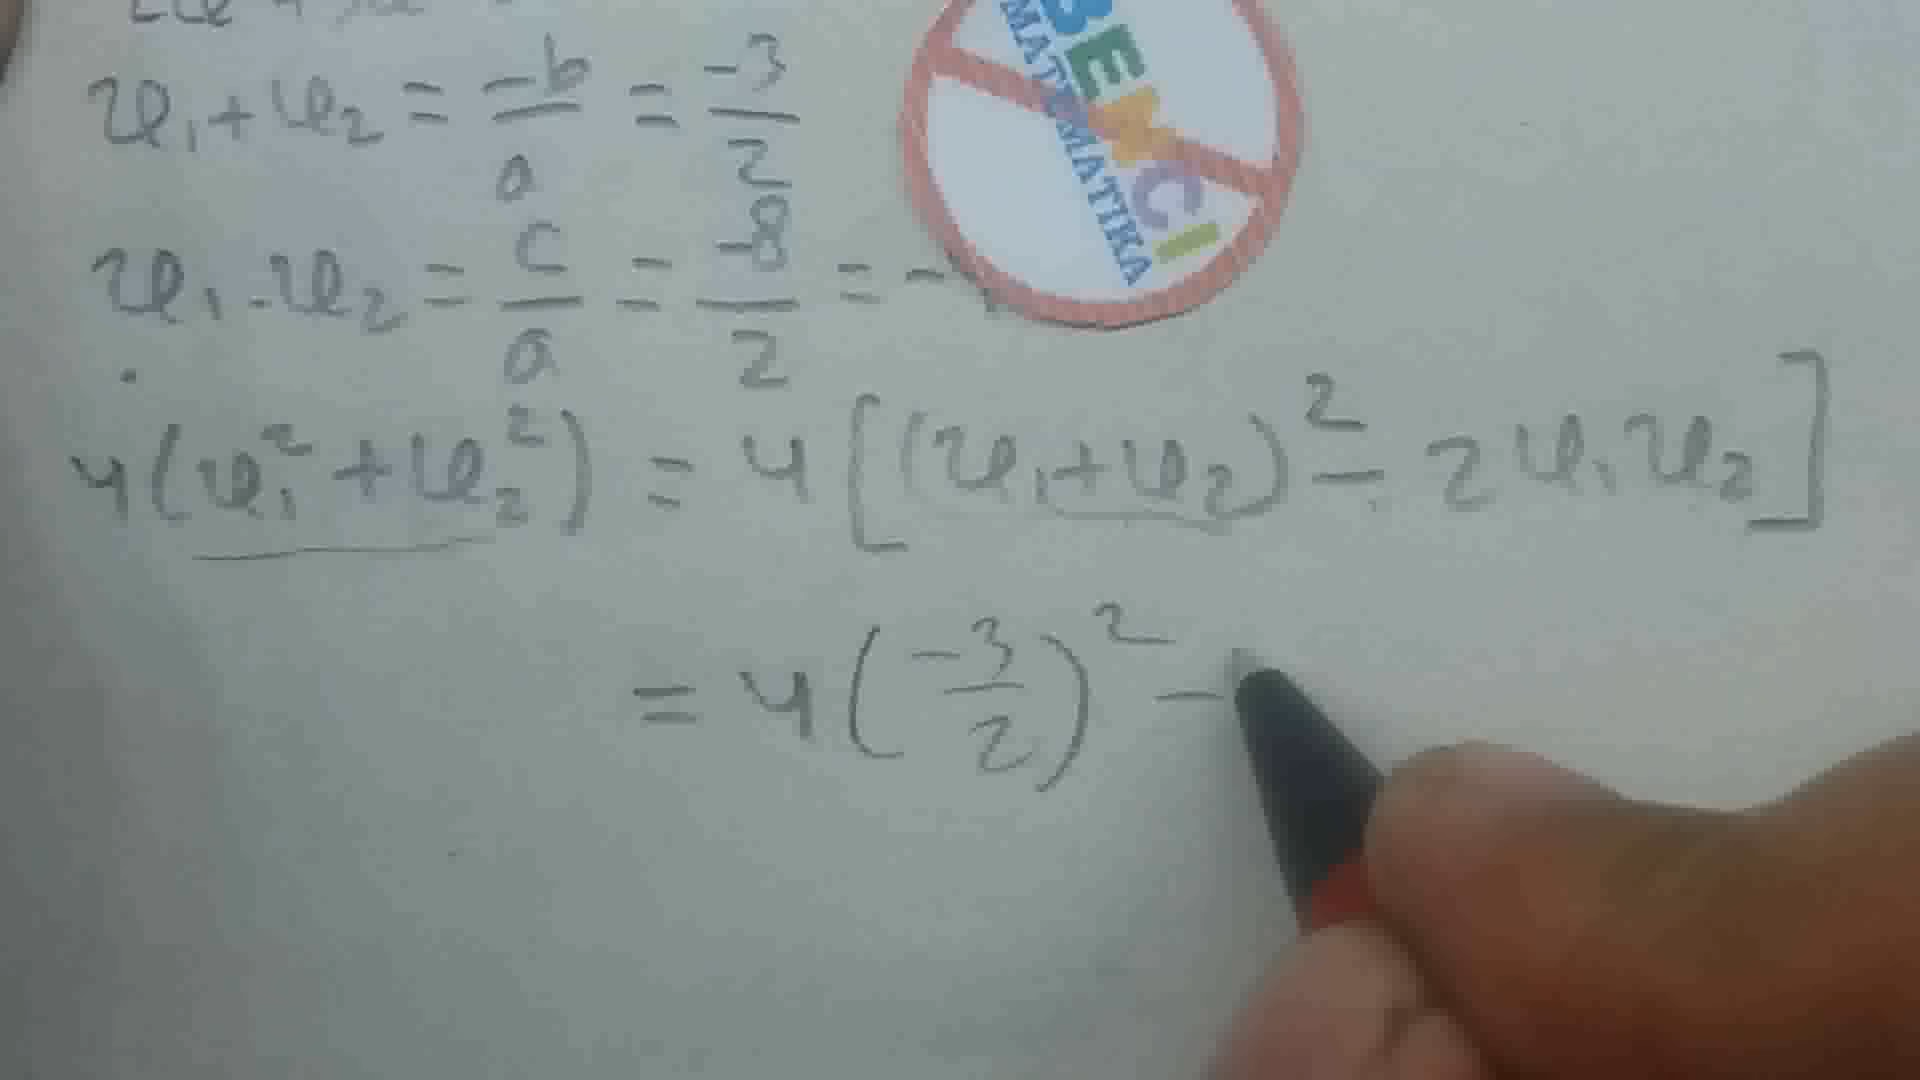 x₁+x₂ = -b/a = -3/2
x₁.x₂ = c/a = -8/2 = -
4(x₁²+x₂²) = 4[(x₁+x₂)² - 2x₁x₂]
= 4(-3/2)² -
BEMCI
MATEMATIKA